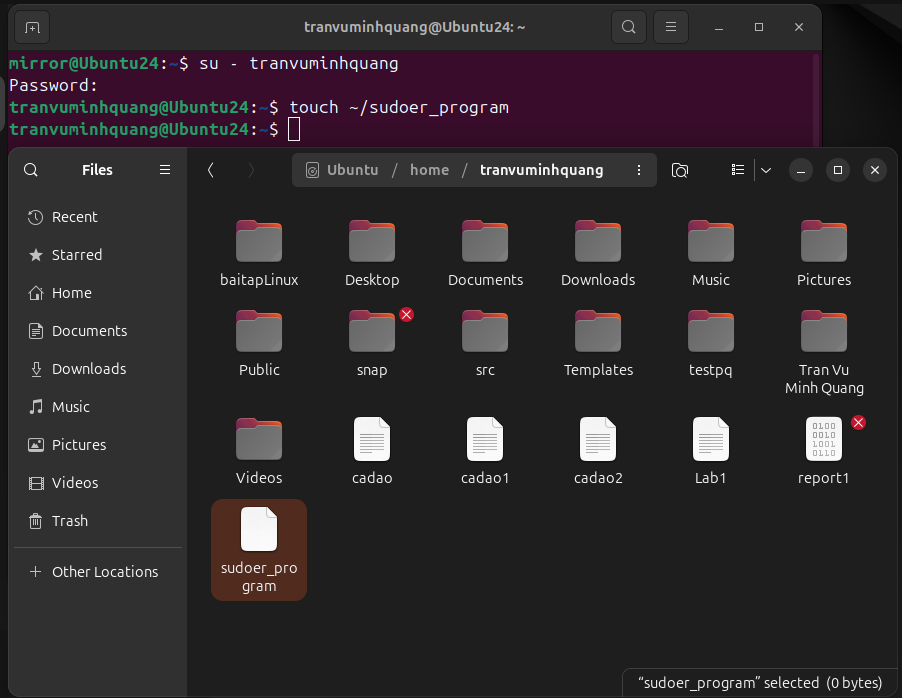 tranvuminhquang@Ubuntu24: ~
mirror@Ubuntu24:~$ su - tranvuminhquang
Password:
tranvuminhquang@Ubuntu24:~$ touch ~/sudoer_program
tranvuminhquang@Ubuntu24:~$
Files
Ubuntu / home / tranvuminhquang
Recent
Starred
Home
Documents
Downloads
Music
Pictures
Videos
Trash
Other Locations
baitapLinux Desktop Documents Downloads Music Pictures
Public snap src Templates testpq Tran Vu
Minh Quang
Videos cadao cadao1 cadao2 Lab1 report1
0100
0010
1001
0110
sudoer_pro
gram
“sudoer_program” selected (0 bytes)